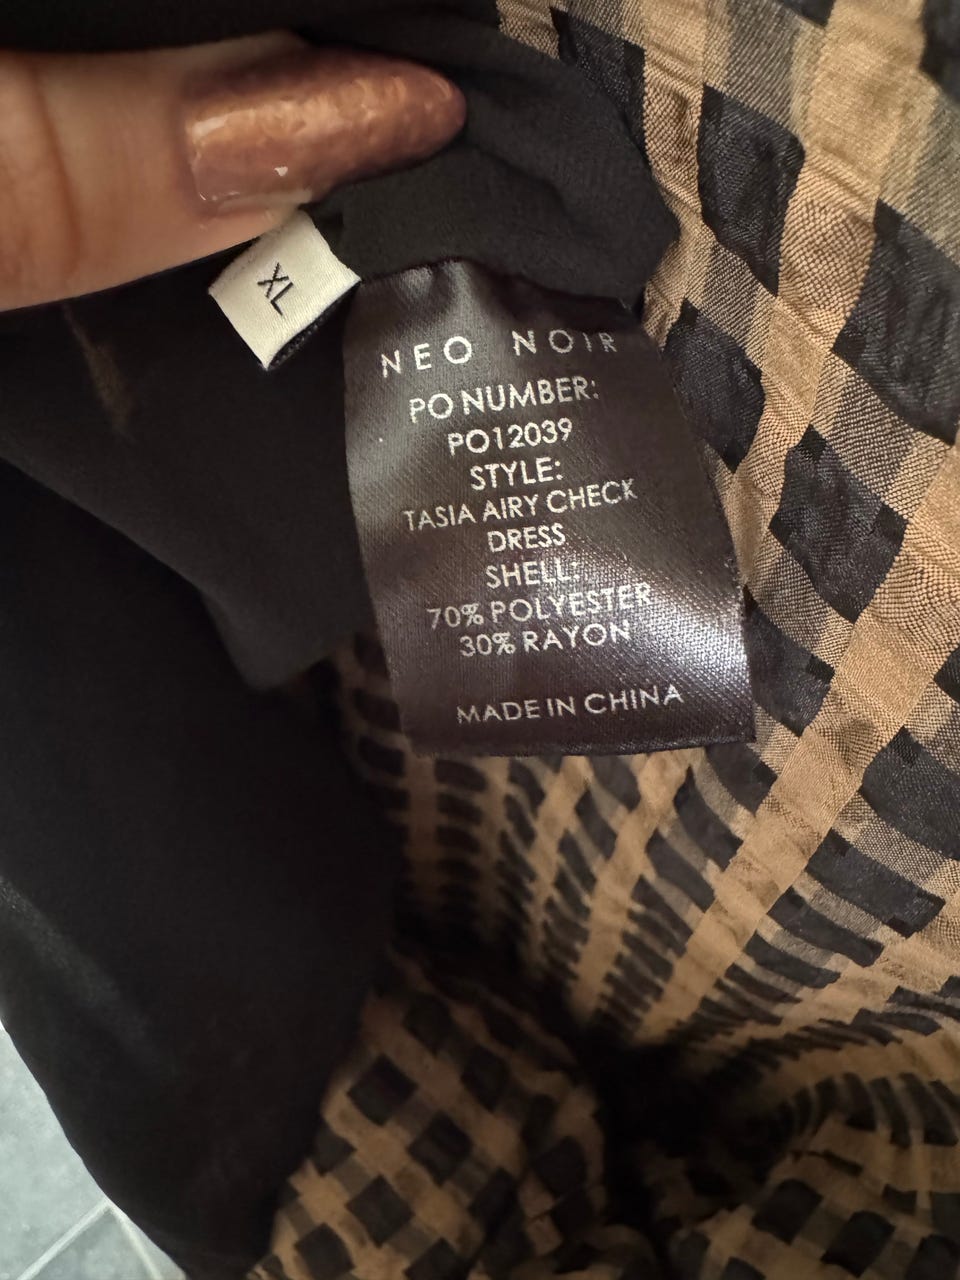 XL
NEO NOIR
PO NUMBER:
PO12039
STYLE:
TASIA AIRY CHECK
DRESS
SHELL:
70% POLYESTER
30% RAYON
MADE IN CHINA